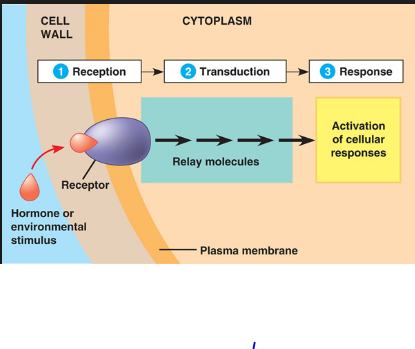 CELL
WALL
CYTOPLASM
1 Reception
2 Transduction
3 Response
Relay molecules
Activation
of cellular
responses
Receptor
Hormone or
environmental
stimulus
Plasma membrane